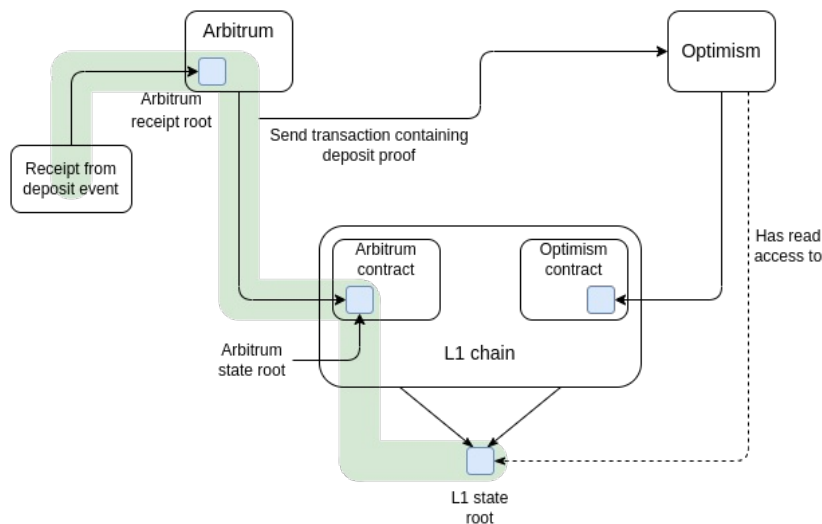 Arbitrum
Optimism
Arbitrum
receipt root
Send transaction containing
deposit proof
Receipt from
deposit event
Has read
access to
Arbitrum
contract
Optimism
contract
Arbitrum
state root
L1 chain
L1 state
root